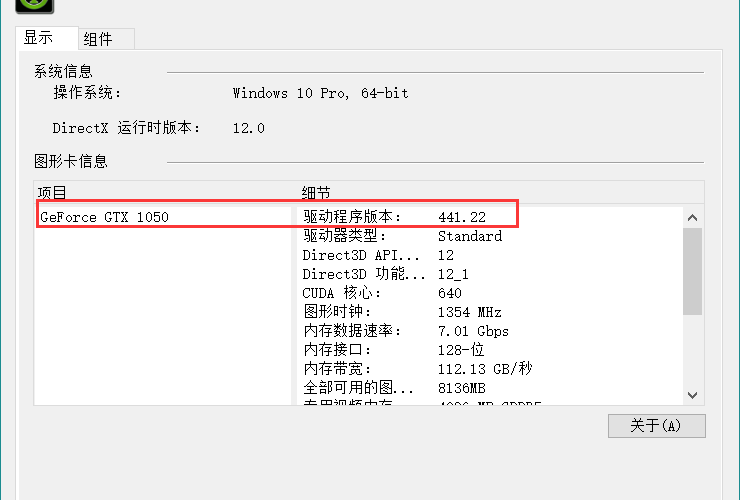 显示 组件
系统信息
操作系统： Windows 10 Pro, 64-bit
DirectX 运行时版本： 12.0
图形卡信息
项目 细节
GeForce GTX 1050 驱动程序版本： 441.22
驱动器类型： Standard
Direct3D API... 12
Direct3D 功能... 12_1
CUDA 核心： 640
图形时钟： 1354 MHz
内存数据速率： 7.01 Gbps
内存接口： 128-位
内存带宽： 112.13 GB/秒
全部可用的图... 8136MB
关于(A)